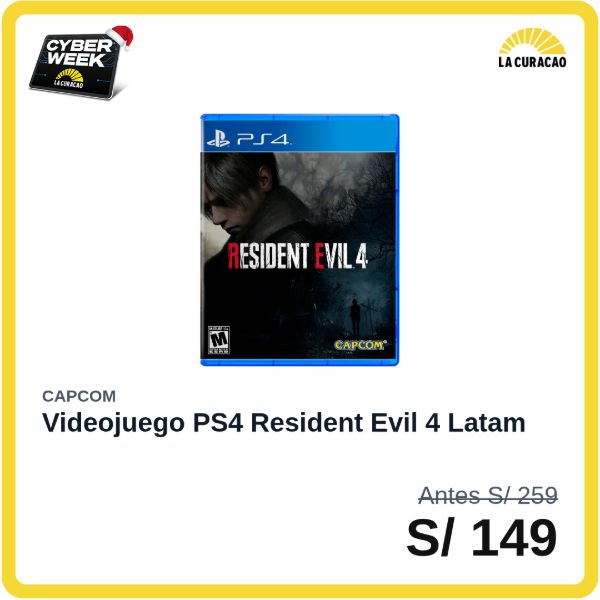 CYBER
WEEK
LA CURACAO
LA CURACAO
PS4
RESIDENT EVIL 4
M
CAPCOM
CAPCOM
Videojuego PS4 Resident Evil 4 Latam
Antes S/ 259
S/ 149